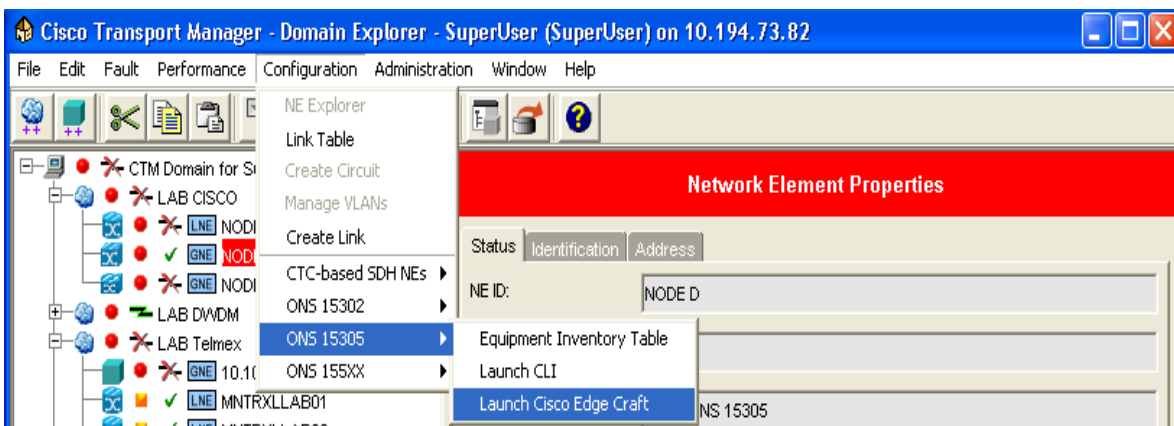 Cisco Transport Manager - Domain Explorer - SuperUser (SuperUser) on 10.194.73.82
File Edit Fault Performance Configuration Administration Window Help
NE Explorer
Link Table
Create Circuit
Manage VLANs
Create Link
CTC-based SDH NEs
ONS 15302
ONS 15305
ONS 155XX
Equipment Inventory Table
Launch CLI
Launch Cisco Edge Craft
CTM Domain for S
LAB CISCO
LNE NOD
GNE NOD
GNE NOD
LAB DWDM
LAB Telmex
GNE 10.1
LNE MNTRXLLAB01
Network Element Properties
Status Identification Address
NE ID: NODE D
NS 15305